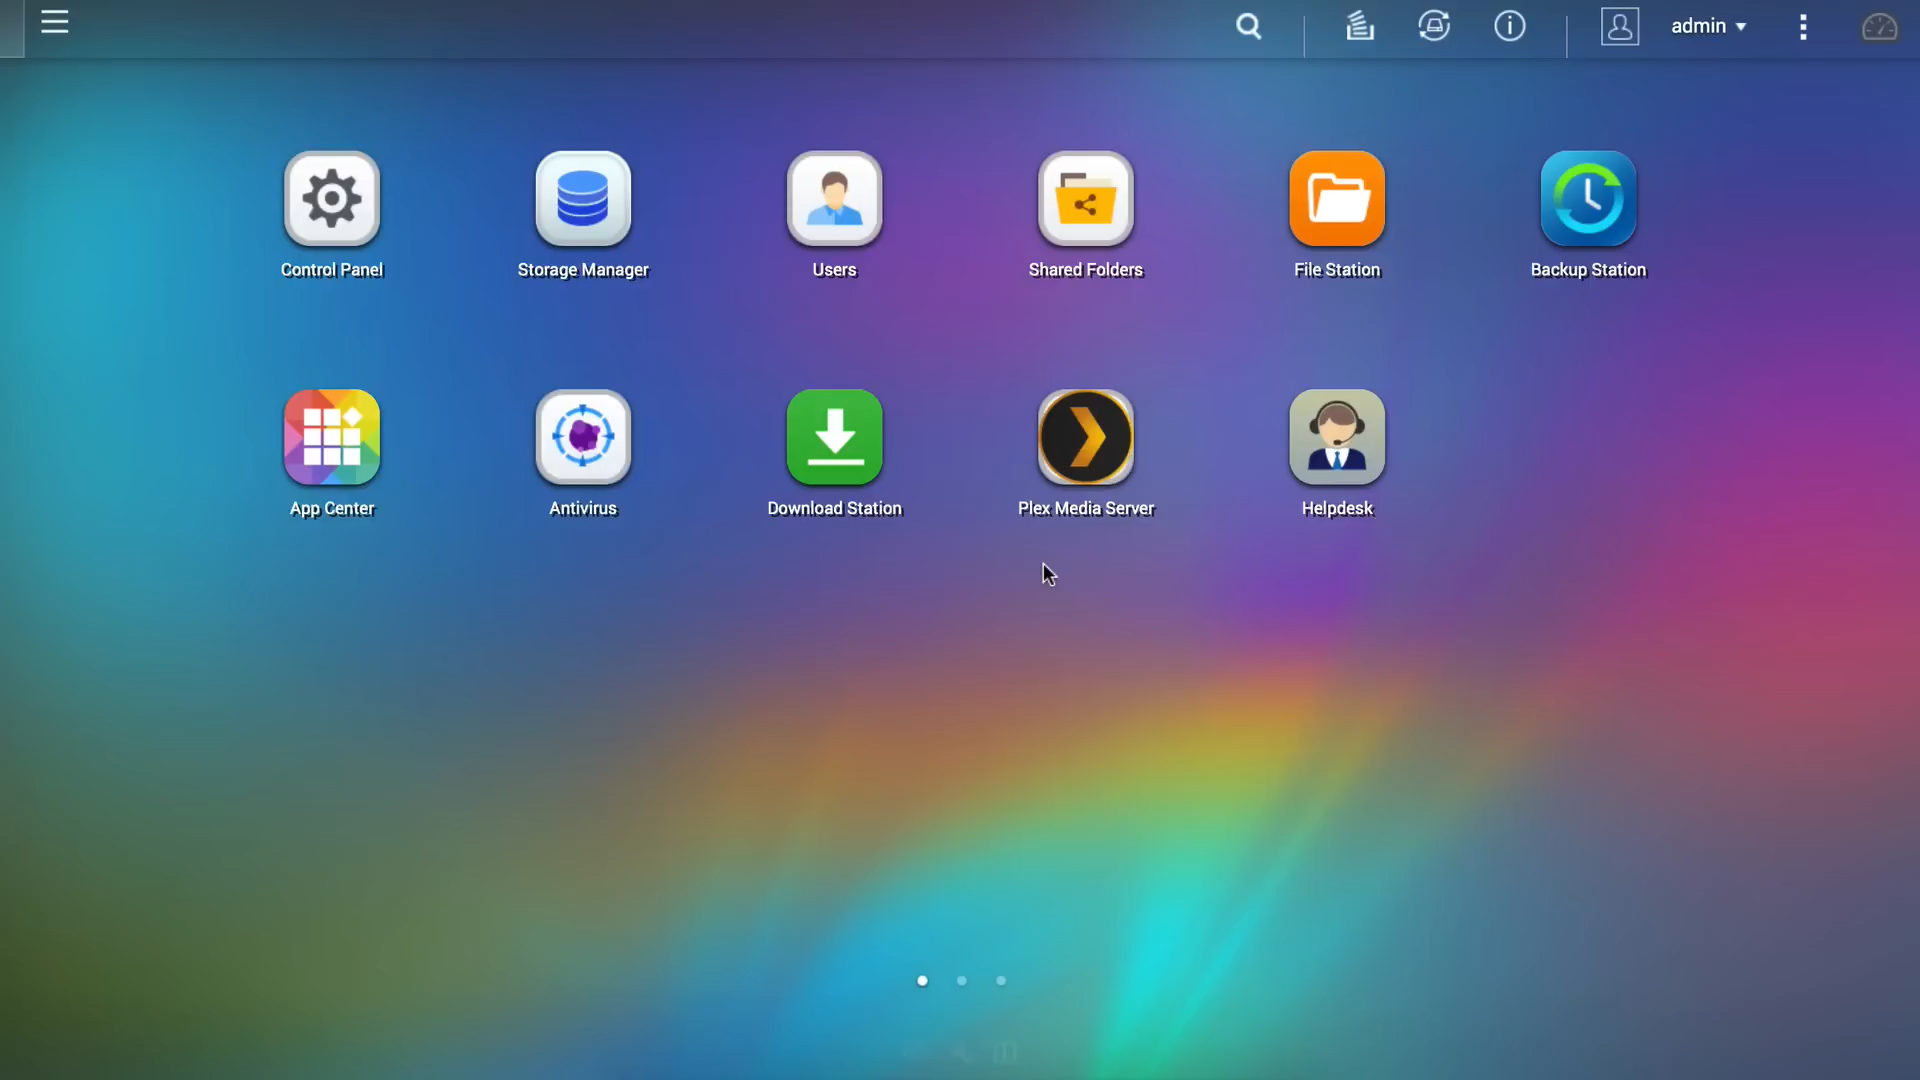 admin
Control Panel
Storage Manager
Users
Shared Folders
File Station
Backup Station
App Center
Antivirus
Download Station
Plex Media Server
Helpdesk